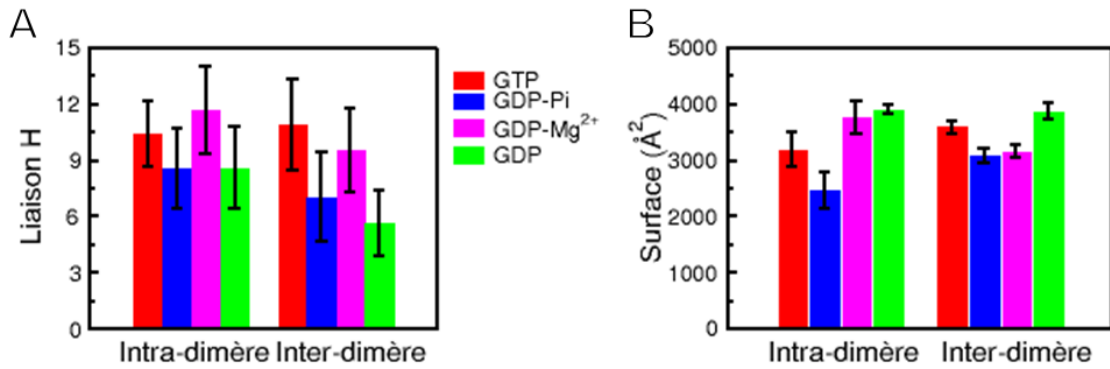 A
15
12
9
6
3
0
Liaison H
Intra-dimère Inter-dimère
GTP
GDP-Pi
GDP-Mg²⁺
GDP
B
5000
4000
3000
2000
1000
0
Surface (Å²)
Intra-dimère Inter-dimère